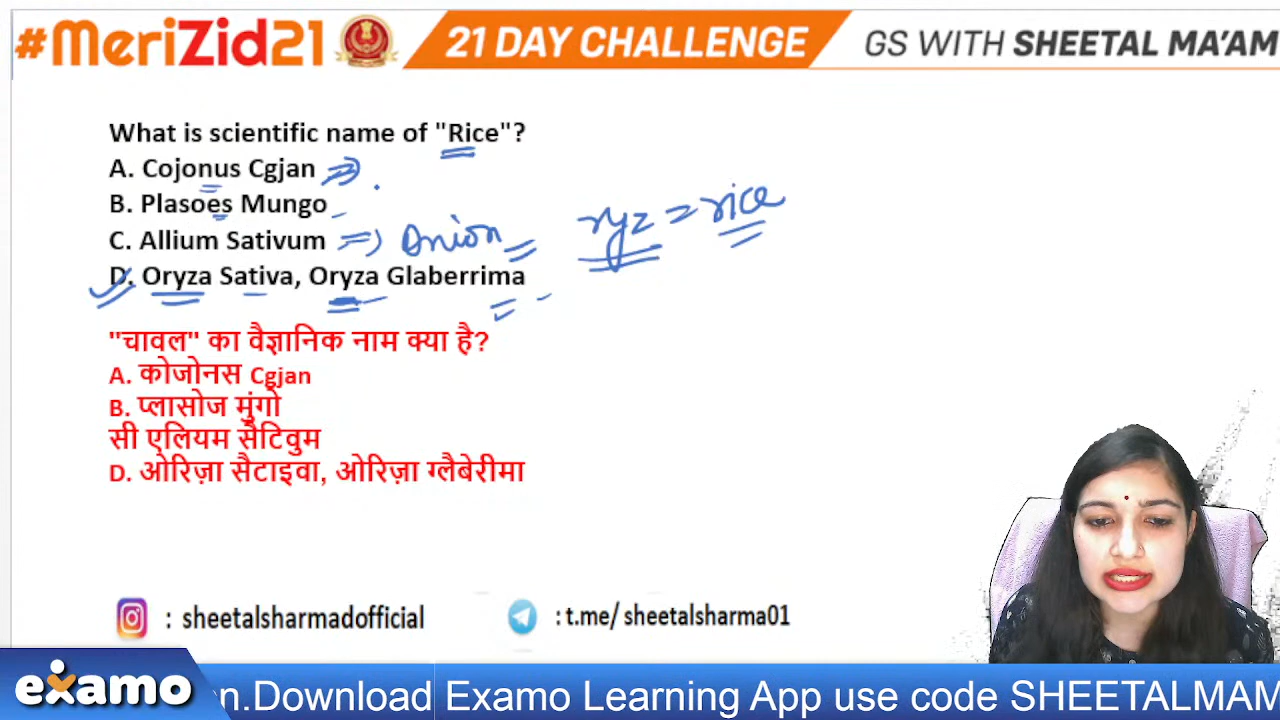 #MeriZid21 21 DAY CHALLENGE GS WITH SHEETAL MA'AM
What is scientific name of "Rice"?
A. Cojonus Cgjan
B. Plasoes Mungo
C. Allium Sativum => Onion
ryz = rice
D. Oryza Sativa, Oryza Glaberrima
"चावल" का वैज्ञानिक नाम क्या है?
A. कोजोनस Cgjan
B. प्लासोज मुंगो
सी एलियम सैटिवुम
D. ओरिज़ा सैटाइवा, ओरिज़ा ग्लैबेरीमा
: sheetalsharmadofficial : t.me/ sheetalsharma01
examo n.Download Examo Learning App use code SHEETALMAM